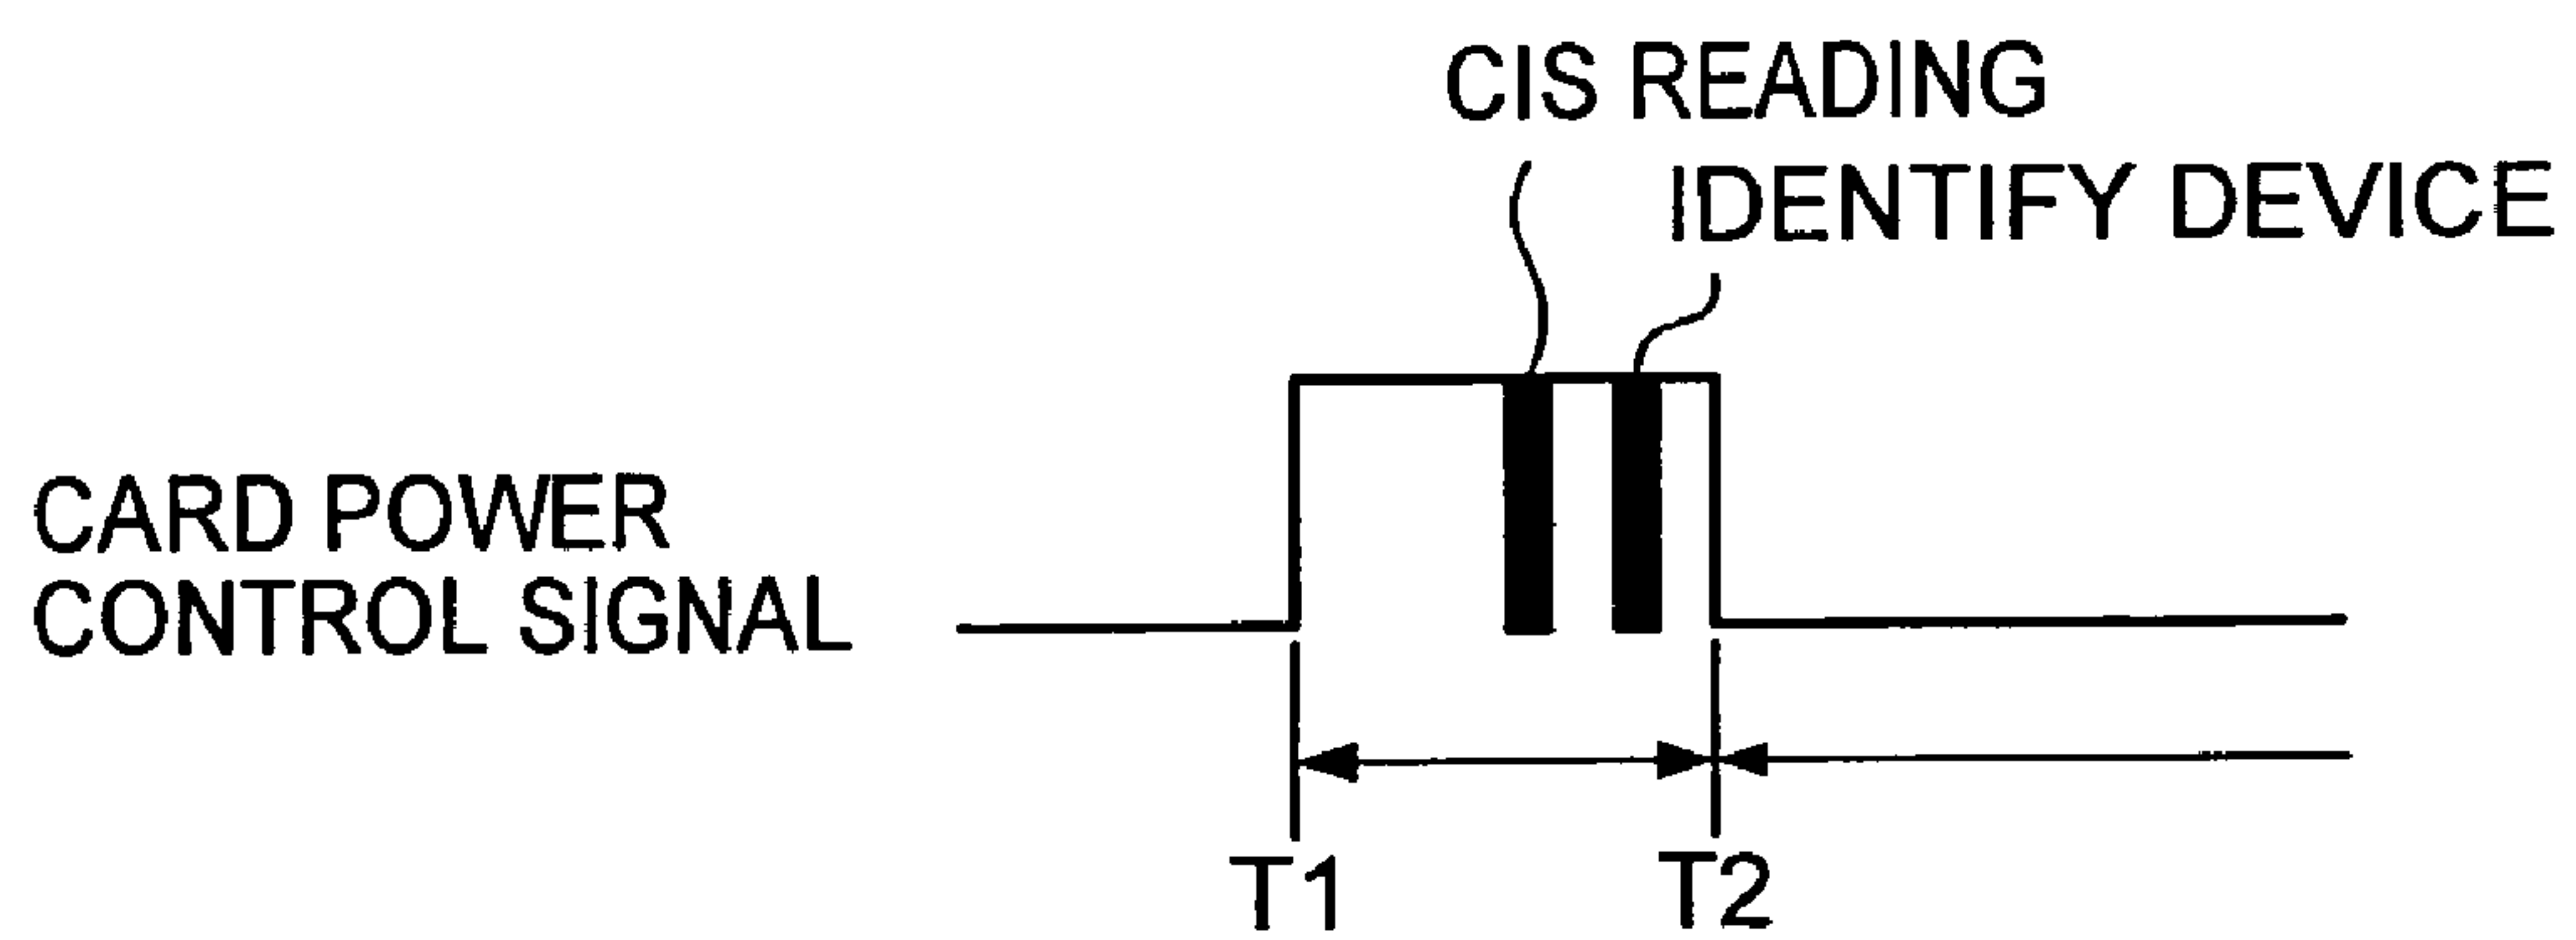 CIS READING
IDENTIFY DEVICE
CARD POWER
CONTROL SIGNAL
T1
T2